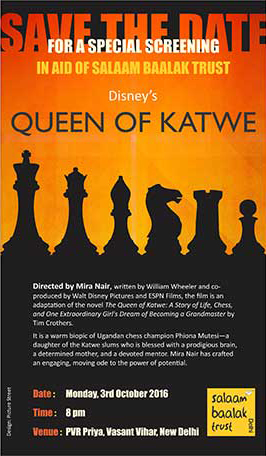 SAVE THE DATE
FOR A SPECIAL SCREENING
IN AID OF SALAAM BAALAK TRUST
Disney's
QUEEN OF KATWE
Directed by Mira Nair, written by William Wheeler and co-
produced by Walt Disney Pictures and ESPN Films, the film is an
adaptation of the novel The Queen of Katwe: A Story of Life, Chess,
and One Extraordinary Girl's Dream of Becoming a Grandmaster by
Tim Crothers.
It is a warm biopic of Ugandan chess champion Phiona Mutesi—a
daughter of the Katwe slums who is blessed with a prodigious brain,
a determined mother, and a devoted mentor. Mira Nair has crafted
an engaging, moving ode to the power of potential.
Date : Monday, 3rd October 2016
Time : 8 pm
Venue : PVR Priya, Vasant Vihar, New Delhi
salaam
baalak
trust
Delhi
Design: Picture Street